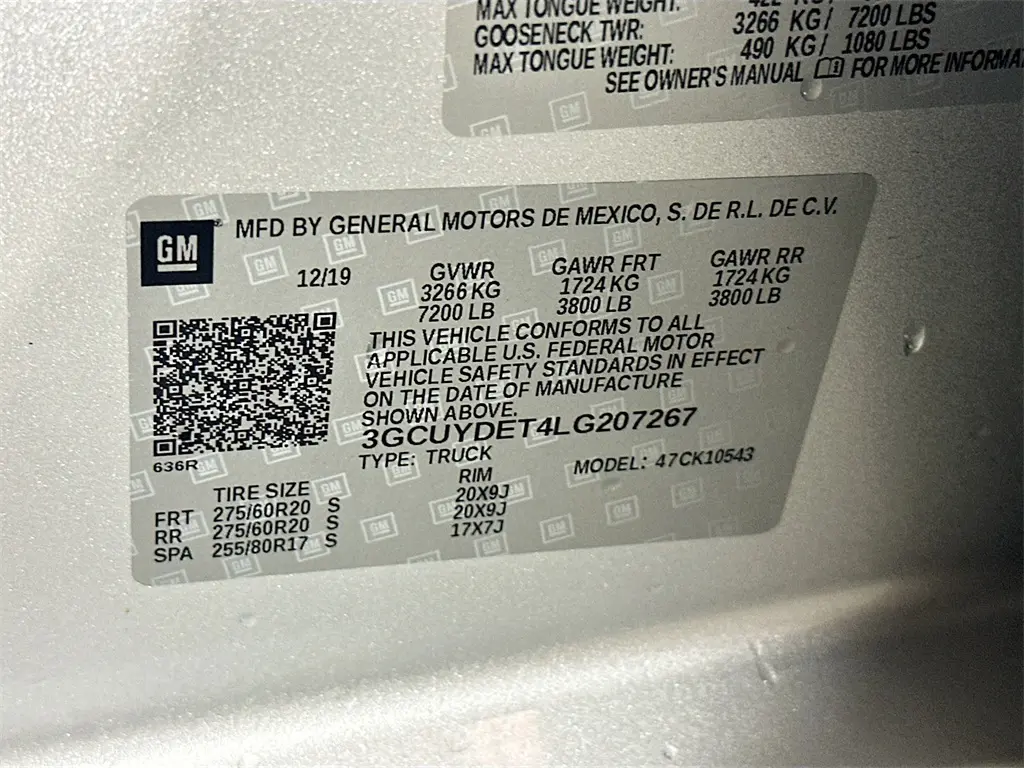 MAX TONGUE WEIGHT: 422 KG/
GOOSENECK TWR: 3266 KG/ 7200 LBS
MAX TONGUE WEIGHT: 490 KG/ 1080 LBS
SEE OWNER'S MANUAL FOR MORE
GM ® MFD BY GENERAL MOTORS DE MEXICO, S. DE R.L. DE C.V.
12/19 GVWR GAWR FRT GAWR RR
3266 KG 1724 KG 1724 KG
7200 LB 3800 LB 3800 LB
THIS VEHICLE CONFORMS TO ALL
APPLICABLE U.S. FEDERAL MOTOR
VEHICLE SAFETY STANDARDS IN EFFECT
ON THE DATE OF MANUFACTURE
SHOWN ABOVE.
3GCUYDET4LG207267
636R
TYPE: TRUCK MODEL: 47CK10543
TIRE SIZE RIM
FRT 275/60R20 S 20X9J
RR 275/60R20 S 20X9J
SPA 255/80R17 S 17X7J